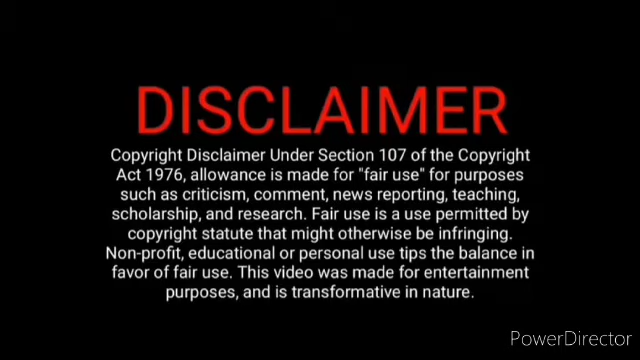 DISCLAIMER
Copyright Disclaimer Under Section 107 of the Copyright
Act 1976, allowance is made for "fair use" for purposes
such as criticism, comment, news reporting, teaching,
scholarship, and research. Fair use is a use permitted by
copyright statute that might otherwise be infringing.
Non-profit, educational or personal use tips the balance in
favor of fair use. This video was made for entertainment
purposes, and is transformative in nature.
PowerDirector